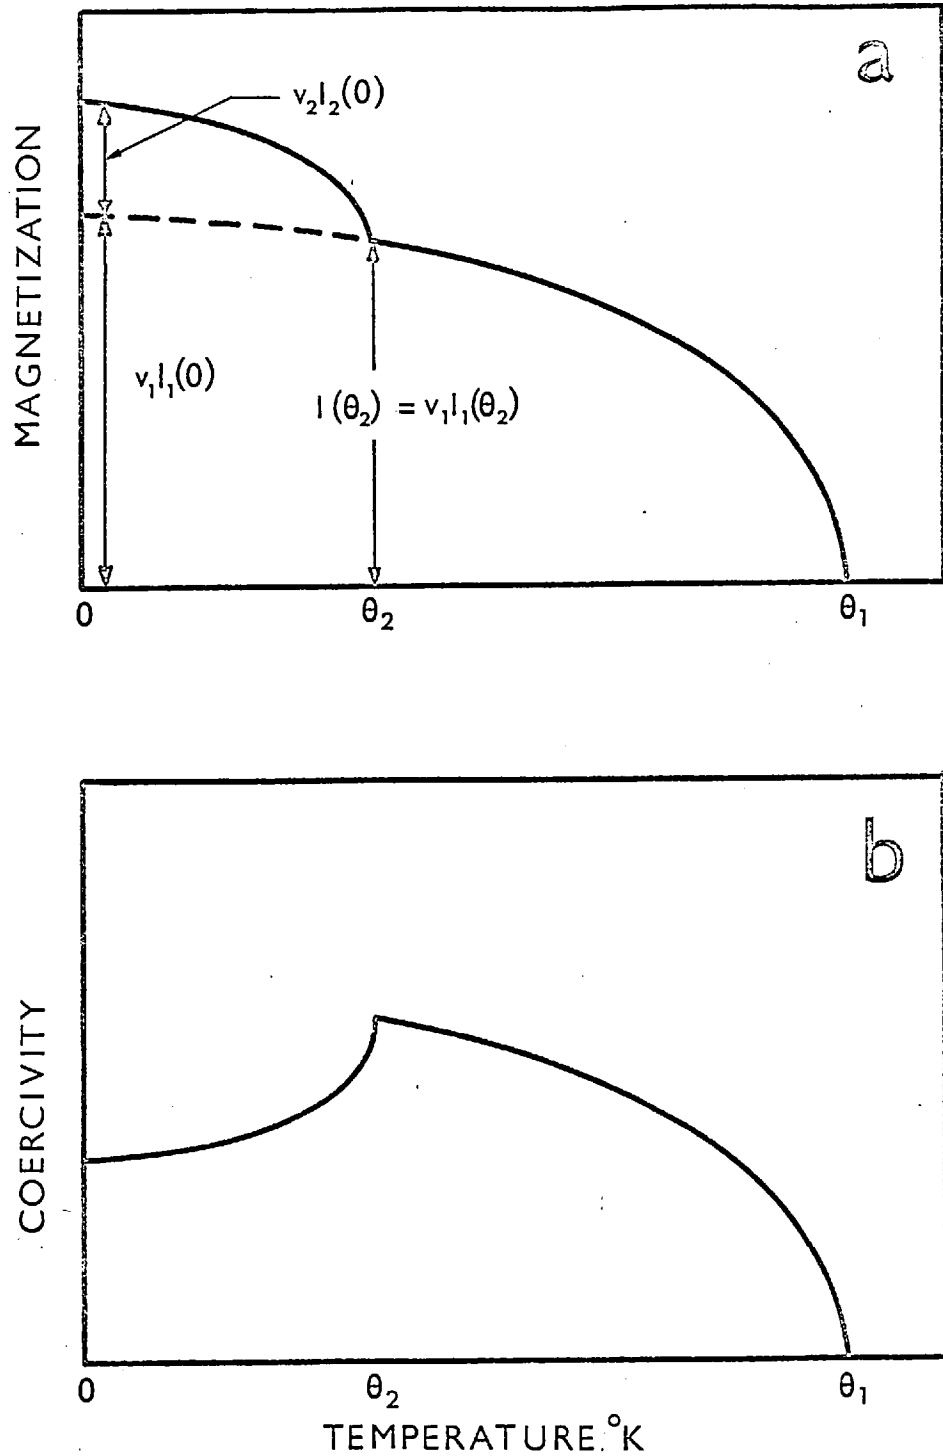 a
v₂I₂(0)
MAGNETIZATION
v₁I₁(0)
I(θ₂) = v₁I₁(θ₂)
0 θ₂ θ₁
b
COERCIVITY
0 θ₂ θ₁
TEMPERATURE °K